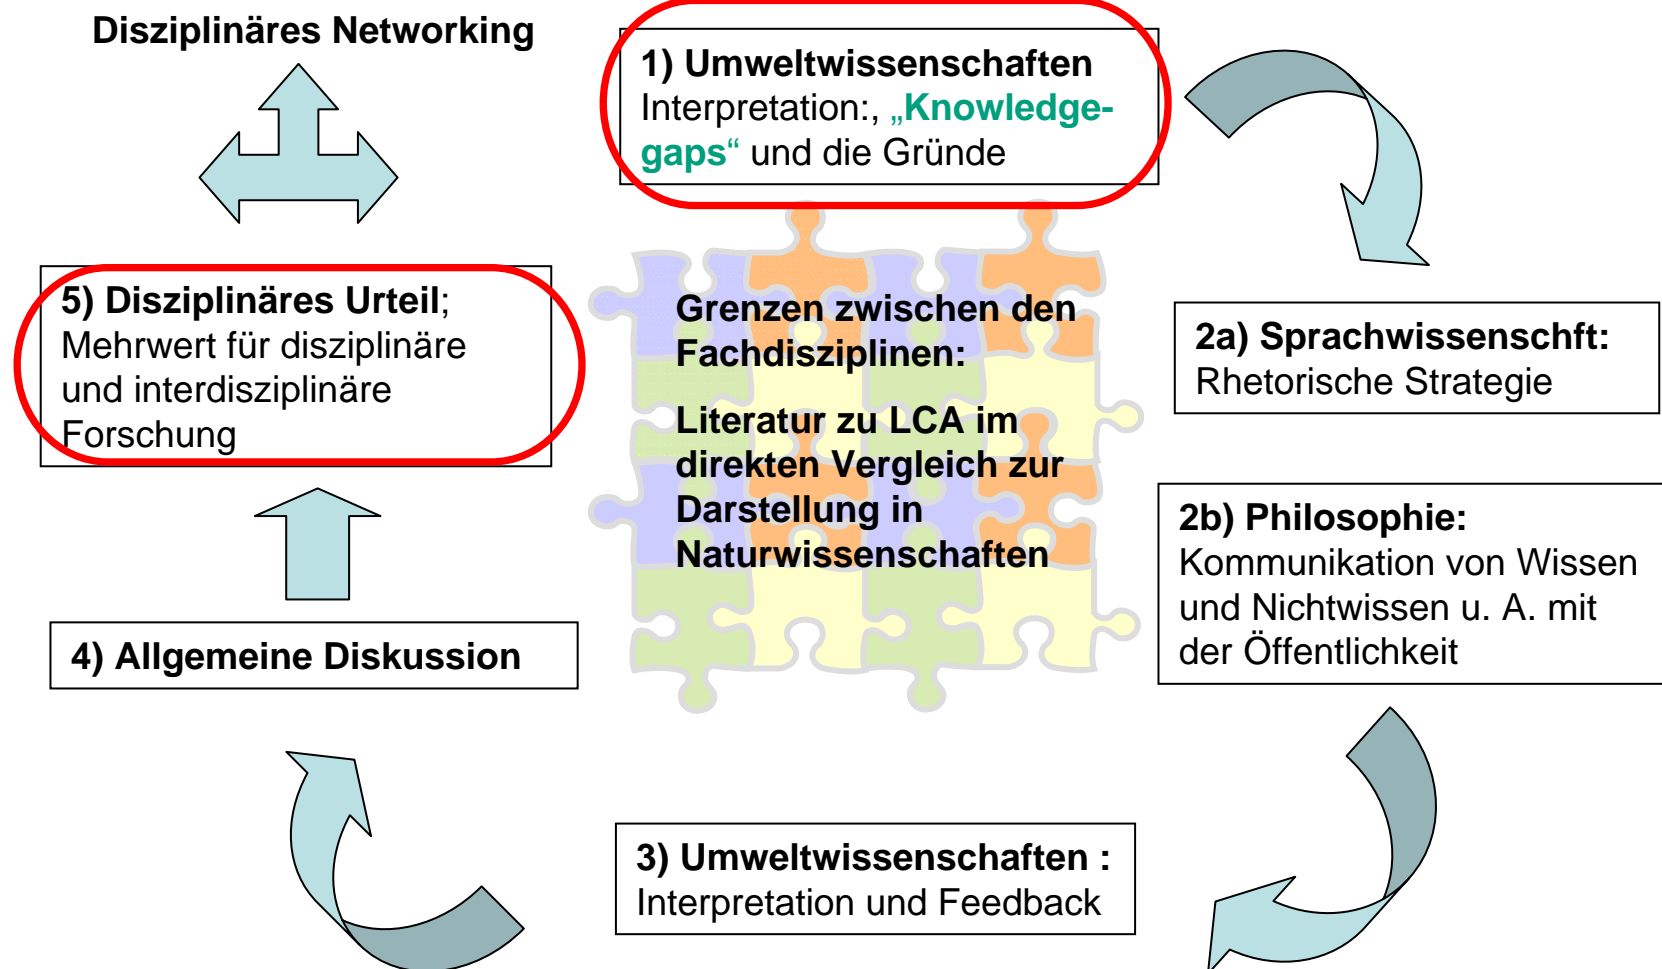 Disziplinäres Networking
1) Umweltwissenschaften
Interpretation:, „Knowledge-
gaps“ und die Gründe
5) Disziplinäres Urteil;
Mehrwert für disziplinäre
und interdisziplinäre
Forschung
Grenzen zwischen den
Fachdisziplinen:
Literatur zu LCA im
direkten Vergleich zur
Darstellung in
Naturwissenschaften
2a) Sprachwissenschft:
Rhetorische Strategie
2b) Philosophie:
Kommunikation von Wissen
und Nichtwissen u. A. mit
der Öffentlichkeit
4) Allgemeine Diskussion
3) Umweltwissenschaften :
Interpretation und Feedback